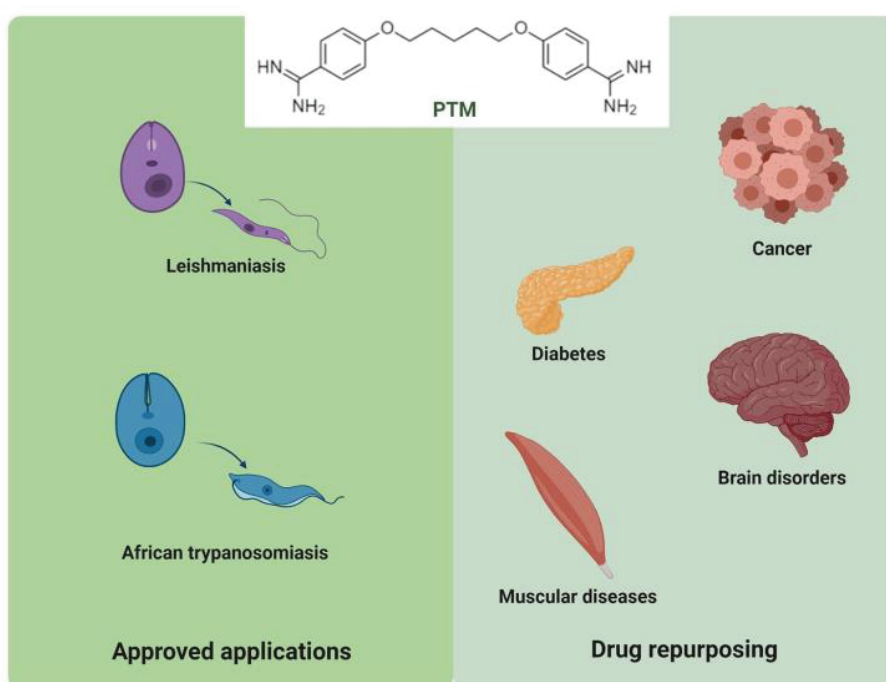 O
O
HN
NH
NH₂
NH₂
PTM
Leishmaniasis
African trypanosomiasis
Approved applications
Cancer
Diabetes
Brain disorders
Muscular diseases
Drug repurposing